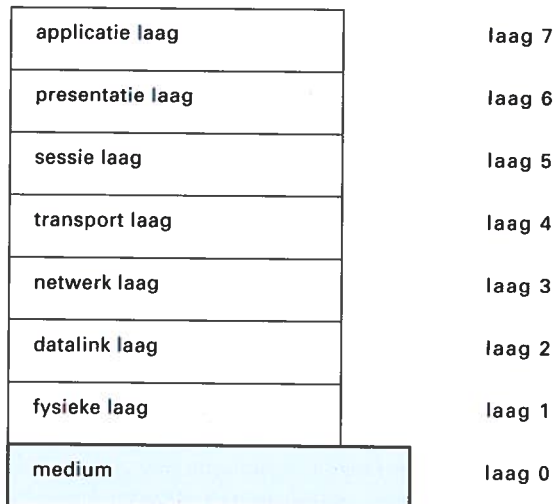 applicatie laag laag 7
presentatie laag laag 6
sessie laag laag 5
transport laag laag 4
netwerk laag laag 3
datalink laag laag 2
fysieke laag laag 1
medium laag 0